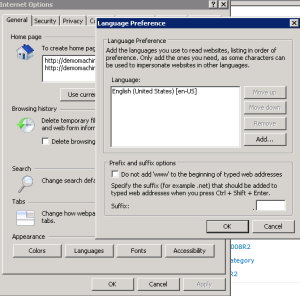 Internet Options
General
Security
Privacy
Home page
To create home pag
http://demomachin
http://demomachin
Use curre
Browsing history
Delete temporary fil
and web form inform
Delete browsing
Search
Change search defa
Tabs
Change how webpa
tabs.
Appearance
Colors
Languages
Fonts
Accessibility
OK
Cancel
Apply
Language Preference
Language Preference
Add the languages you use to read websites, listing in order of
preference. Only add the ones you need, as some characters can
be used to impersonate websites in other languages.
Language:
English (United States) [en-US]
Move up
Move down
Remove
Add...
Prefix and suffix options
Do not add 'www' to the beginning of typed web addresses
Specify the suffix (for example .net) that should be added to
typed web addresses when you press Ctrl + Shift + Enter.
Suffix:
OK
Cancel
008R2
ategory
R2